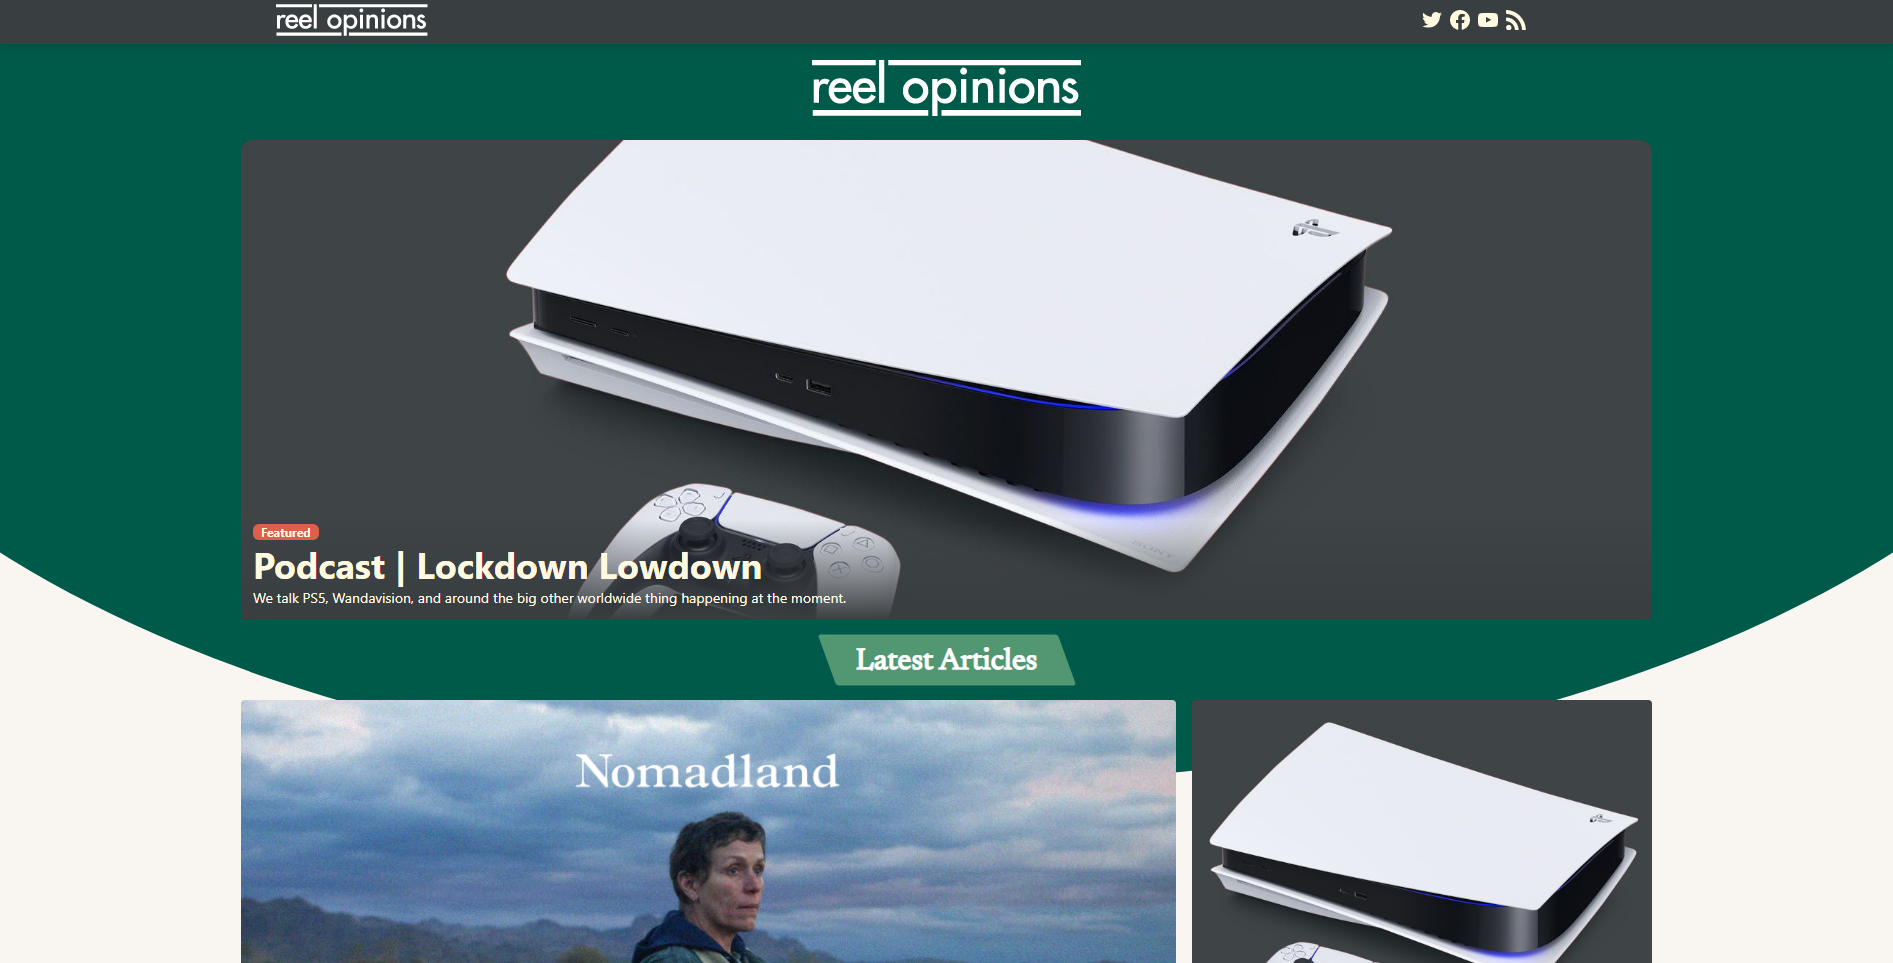 reel opinions
reel opinions
Featured
Podcast | Lockdown Lowdown
We talk PS5, Wandavision, and around the big other worldwide thing happening at the moment.
Latest Articles
Nomadland